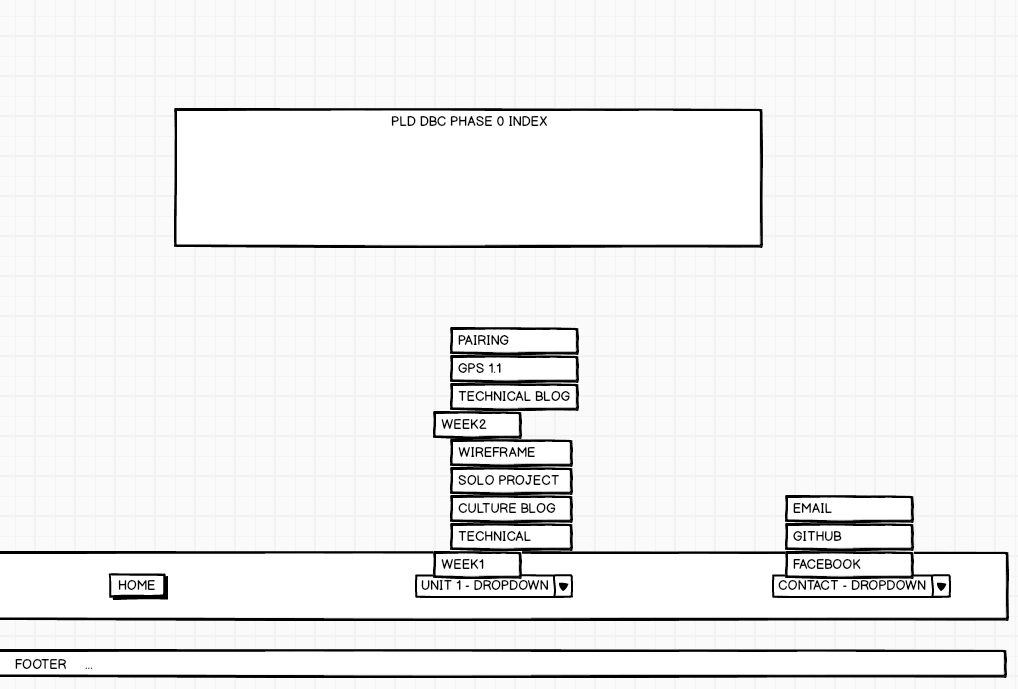 PLD DBC PHASE 0 INDEX
PAIRING
GPS 1.1
TECHNICAL BLOG
WEEK2
WIREFRAME
SOLO PROJECT
CULTURE BLOG
TECHNICAL
WEEK1
UNIT 1 - DROPDOWN
EMAIL
GITHUB
FACEBOOK
CONTACT - DROPDOWN
HOME
FOOTER ...